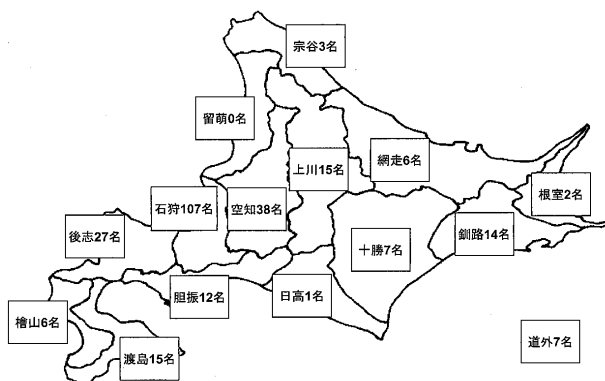 宗谷3名
留萌0名
上川15名
網走6名
石狩107名
空知38名
根室2名
後志27名
釧路14名
十勝7名
胆振12名
日高1名
檜山6名
渡島15名
道外7名